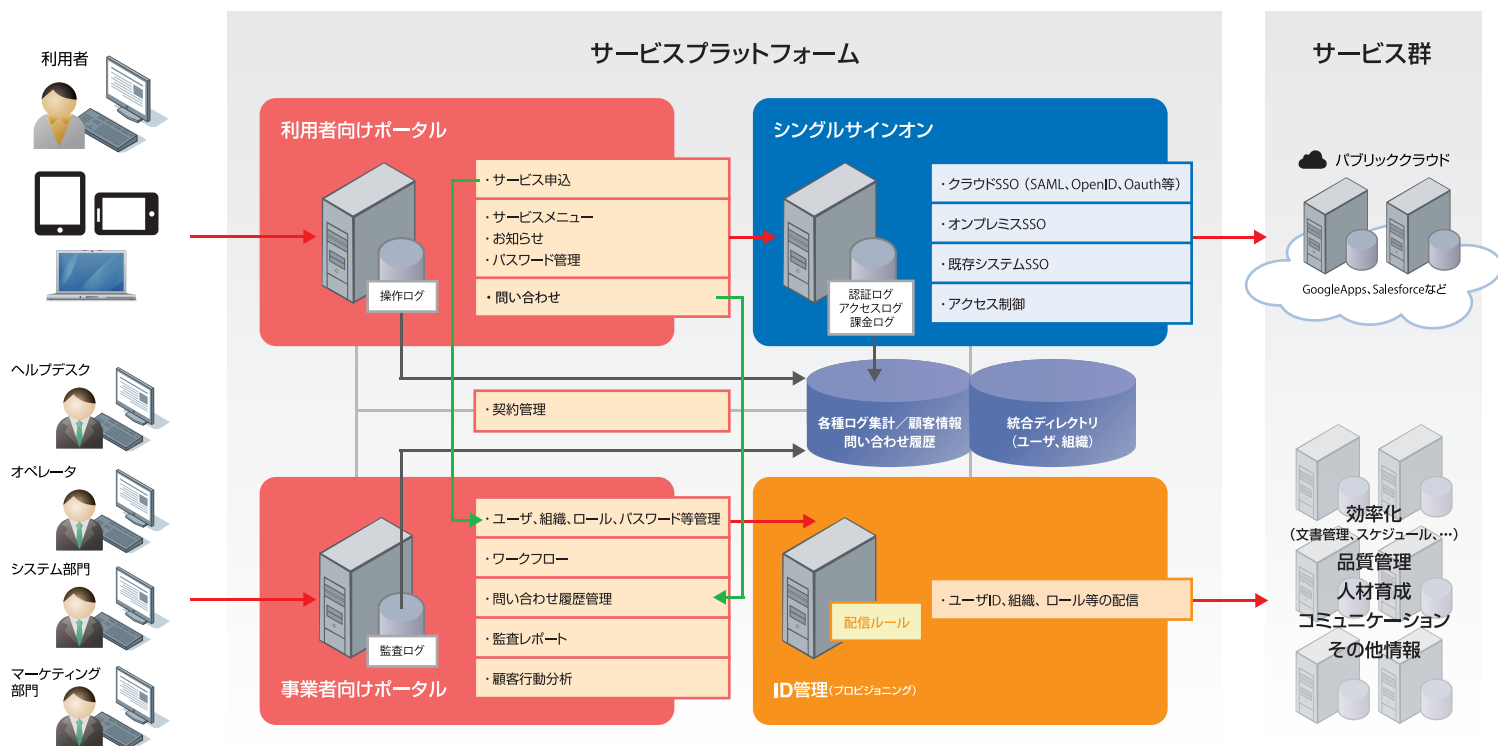 利用者
サービスプラットフォーム
サービス群
利用者向けポータル
・サービス申込
・サービスメニュー
・お知らせ
・パスワード管理
・問い合わせ
操作ログ
シングルサインオン
・クラウドSSO（SAML、OpenID、Oauth等）
・オンプレミスSSO
・既存システムSSO
・アクセス制御
認証ログ
アクセスログ
課金ログ
パブリッククラウド
GoogleApps、Salesforceなど
ヘルプデスク
オペレータ
システム部門
マーケティング
部門
・契約管理
各種ログ集計／顧客情報
問い合わせ履歴
統合ディレクトリ
（ユーザ、組織）
・ユーザ、組織、ロール、パスワード等管理
・ワークフロー
・問い合わせ履歴管理
・監査レポート
・顧客行動分析
監査ログ
事業者向けポータル
配信ルール
・ユーザID、組織、ロール等の配信
ID管理（プロビジョニング）
効率化
（文書管理、スケジュール、…）
品質管理
人材育成
コミュニケーション
その他情報